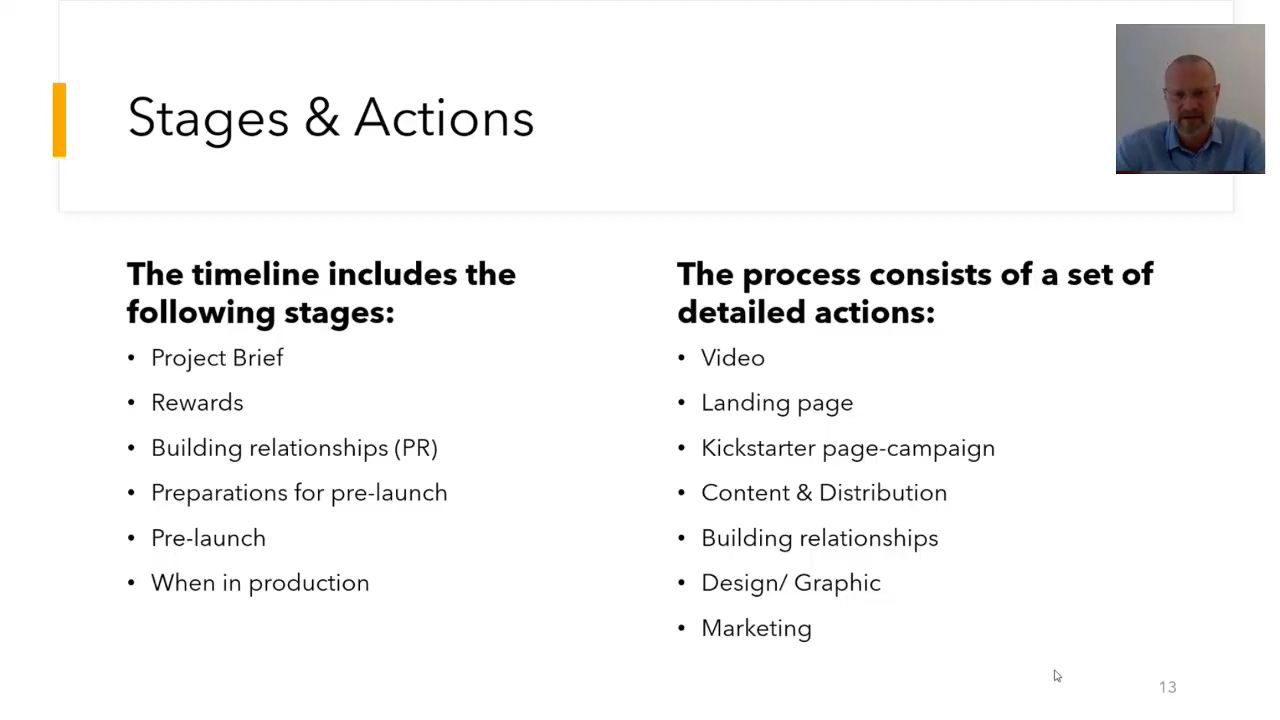 Stages & Actions
The timeline includes the
following stages:
• Project Brief
• Rewards
• Building relationships (PR)
• Preparations for pre-launch
• Pre-launch
• When in production
The process consists of a set of
detailed actions:
• Video
• Landing page
• Kickstarter page-campaign
• Content & Distribution
• Building relationships
• Design/ Graphic
• Marketing
13